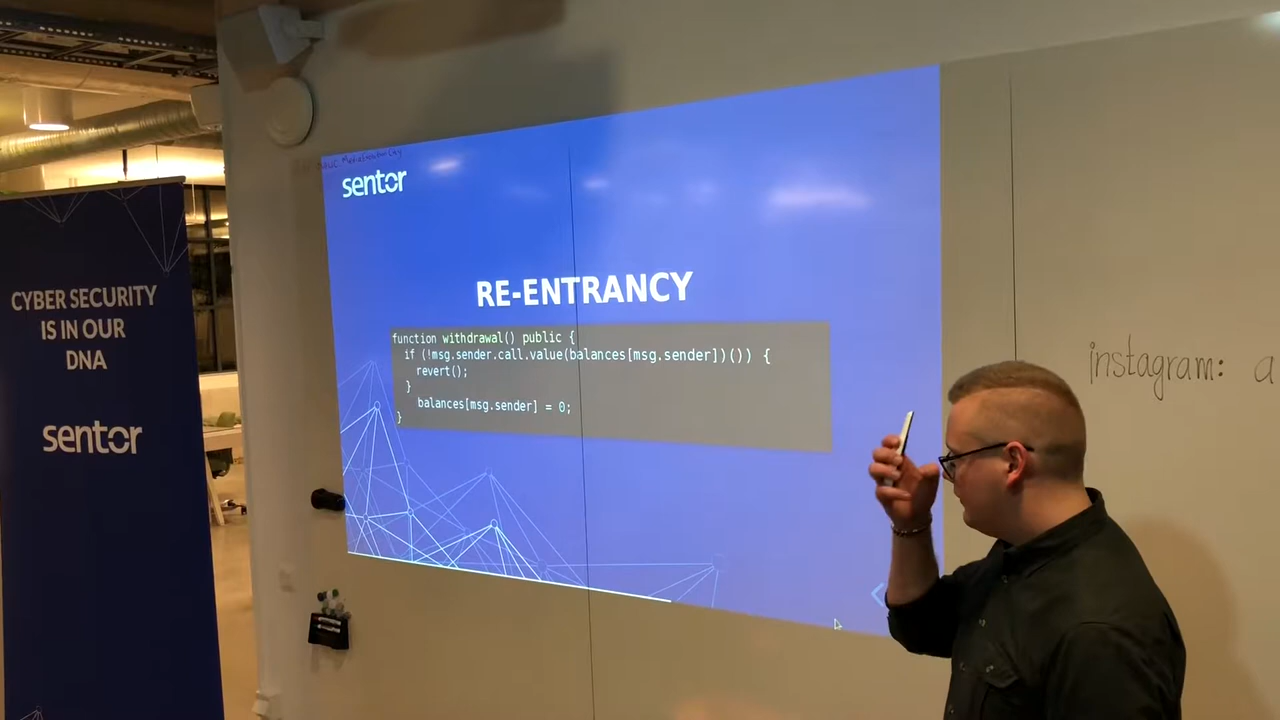 CYBER SECURITY
IS IN OUR
DNA
sentor
sentor
RE-ENTRANCY
function withdrawal() public {
if (!msg.sender.call.value(balances[msg.sender])()) {
revert();
}
balances[msg.sender] = 0;
}
instagram: a